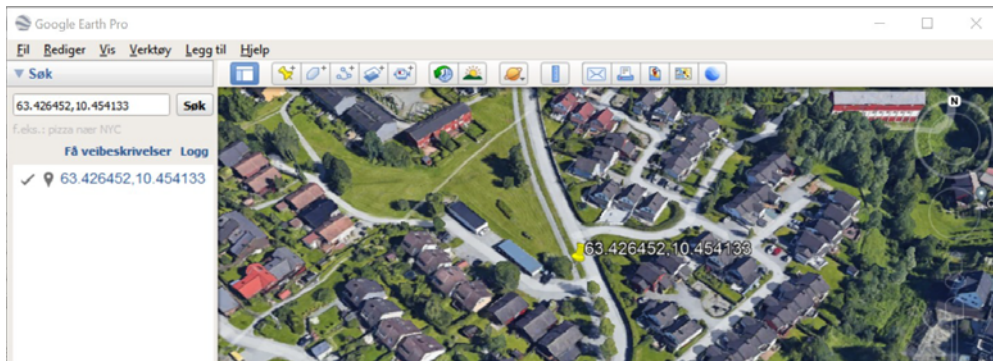 Google Earth Pro
Fil Rediger Vis Verktøy Legg til Hjelp
Søk
63.426452,10.454133 Søk
f.eks.: pizza nær NYC
Få veibeskrivelser Logg
63.426452,10.454133
63.426452,10.454133
N